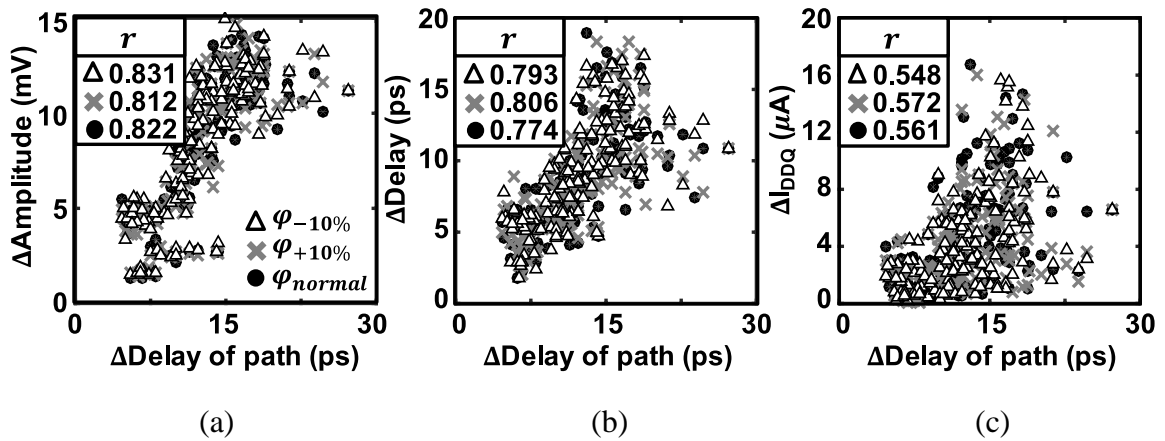 15
10
5
0
ΔAmplitude (mV)
r
△ 0.831
× 0.812
● 0.822
△ φ−10%
× φ+10%
● φnormal
0 15 30
ΔDelay of path (ps)
(a)
20
15
10
5
0
ΔDelay (ps)
r
△ 0.793
× 0.806
● 0.774
0 15 30
ΔDelay of path (ps)
(b)
20
16
12
8
4
0
ΔIDDQ (μA)
r
△ 0.548
× 0.572
● 0.561
0 15 30
ΔDelay of path (ps)
(c)